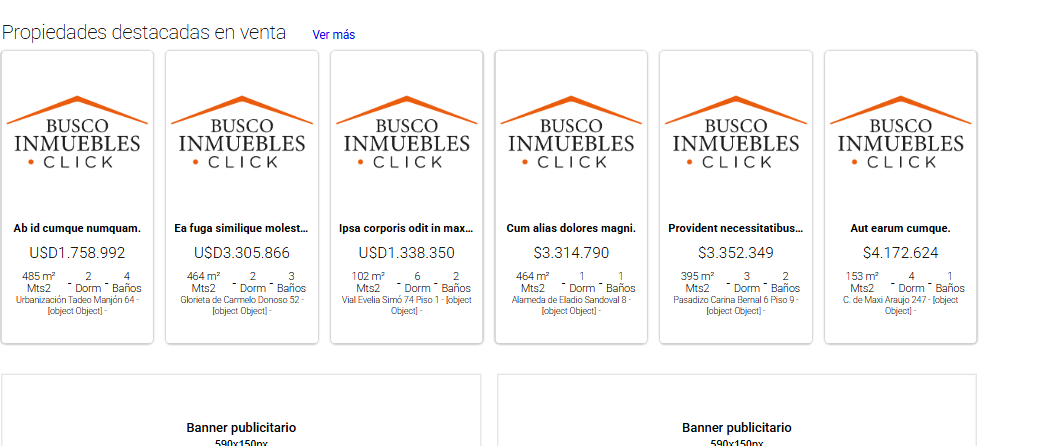 Propiedades destacadas en venta Ver más
BUSCO
INMUEBLES
• CLICK
Ab id cumque numquam.
U$D1.758.992
485 m² - 2 - 4
Mts2 Dorm Baños
Urbanización Tadeo Manjón 64 -
[object Object] -
BUSCO
INMUEBLES
• CLICK
Ea fuga similique molest...
U$D3.305.866
464 m² - 2 - 3
Mts2 Dorm Baños
Glorieta de Carmelo Donoso 52 -
[object Object] -
BUSCO
INMUEBLES
• CLICK
Ipsa corporis odit in max...
U$D1.338.350
102 m² - 6 - 2
Mts2 Dorm Baños
Vial Evelia Simó 74 Piso 1 - [object
Object] -
BUSCO
INMUEBLES
• CLICK
Cum alias dolores magni.
$3.314.790
464 m² - 1 - 1
Mts2 Dorm Baños
Alameda de Eladio Sandoval 8 -
[object Object] -
BUSCO
INMUEBLES
• CLICK
Provident necessitatibus...
$3.352.349
395 m² - 3 - 2
Mts2 Dorm Baños
Pasadizo Carina Bernal 6 Piso 9 -
[object Object] -
BUSCO
INMUEBLES
• CLICK
Aut earum cumque.
$4.172.624
153 m² - 4 - 1
Mts2 Dorm Baños
C. de Maxi Araujo 247 - [object
Object] -
Banner publicitario
590x150px
Banner publicitario
590x150px